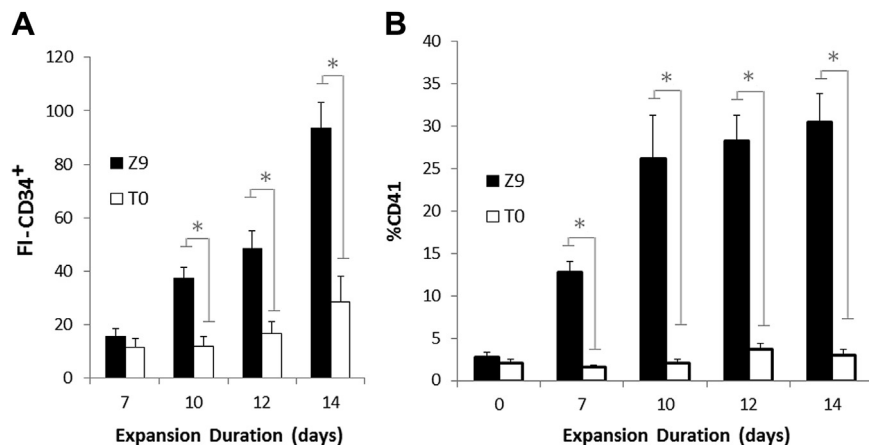 A
120
100
80
60
40
20
0
FI-CD34+
Z9
T0
*
*
*
7 10 12 14
Expansion Duration (days)
B
40
35
30
25
20
15
10
5
0
%CD41
Z9
T0
*
*
*
*
0 7 10 12 14
Expansion Duration (days)